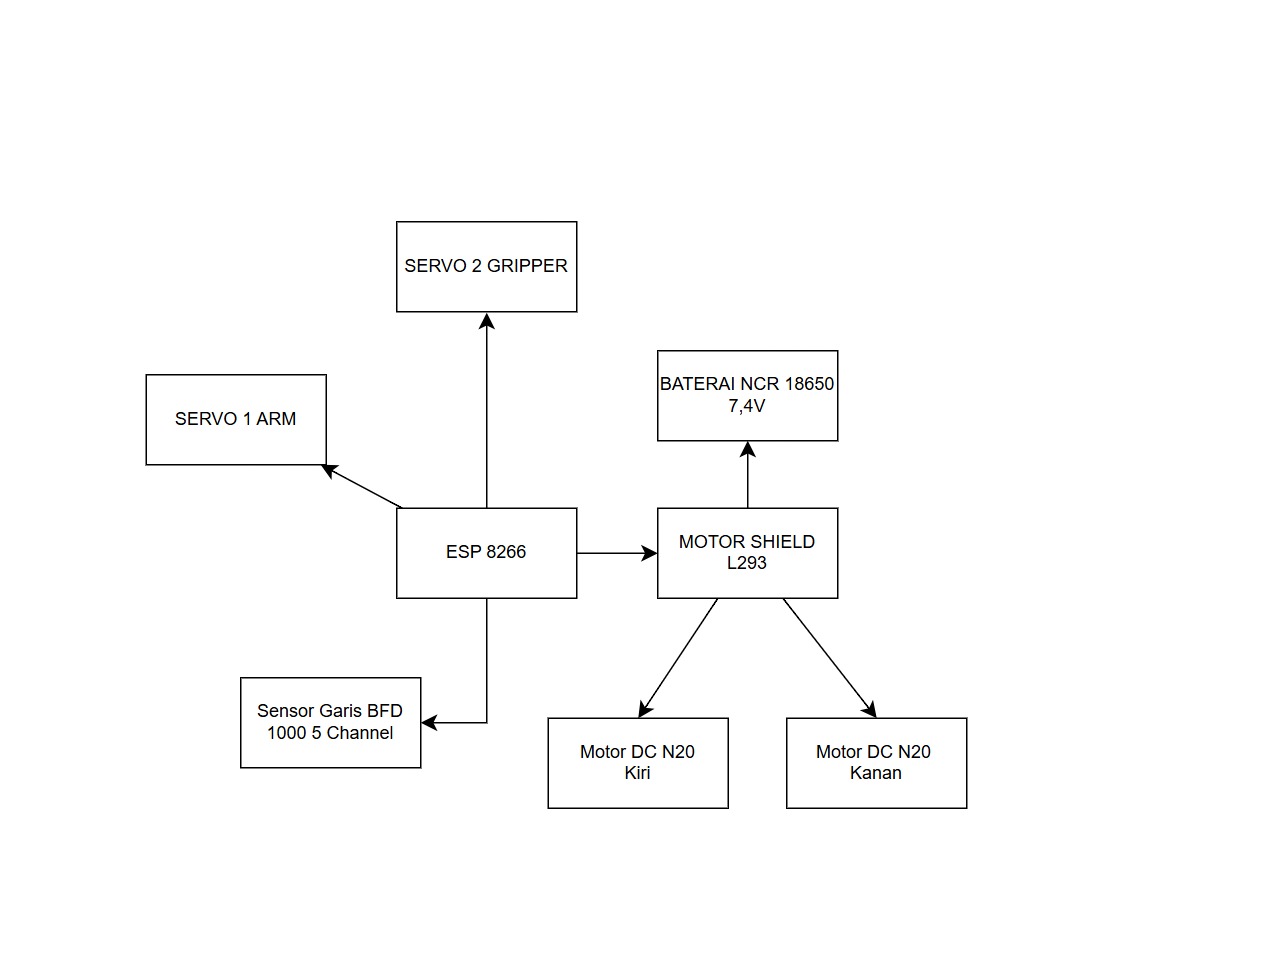 SERVO 2 GRIPPER
BATERAI NCR 18650
7,4V
SERVO 1 ARM
ESP 8266
MOTOR SHIELD
L293
Sensor Garis BFD
1000 5 Channel
Motor DC N20
Kiri
Motor DC N20
Kanan